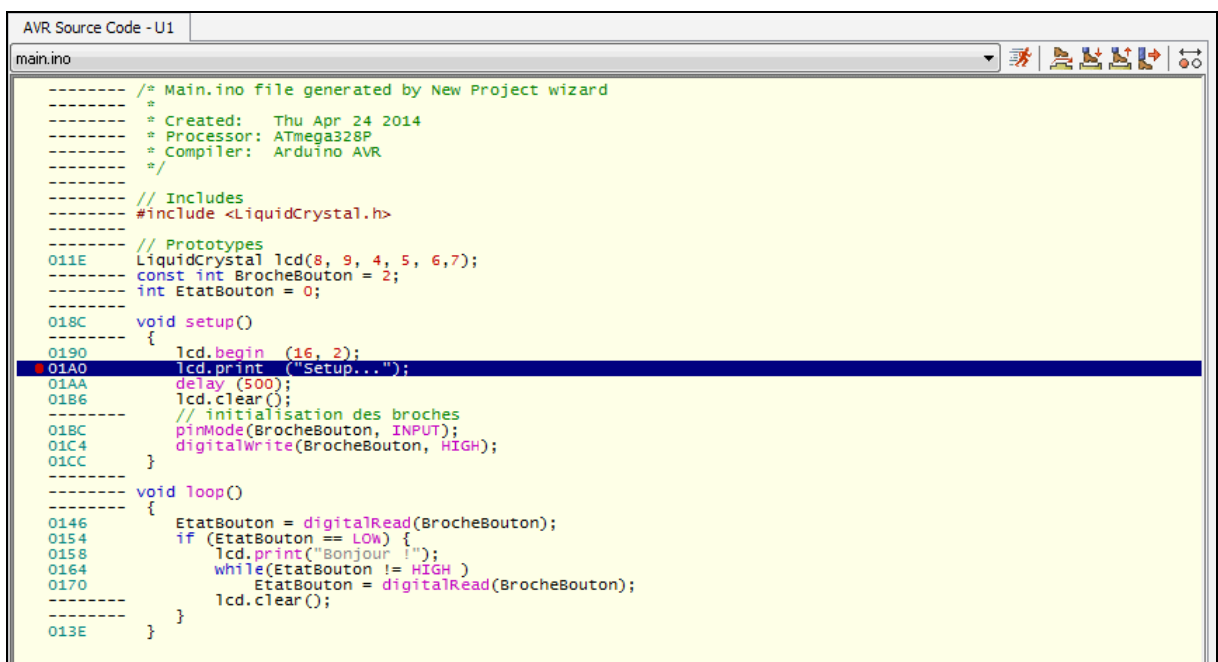 AVR Source Code - U1
main.ino
-------- /* Main.ino file generated by New Project wizard
-------- *
-------- * Created: Thu Apr 24 2014
-------- * Processor: ATmega328P
-------- * Compiler: Arduino AVR
-------- */
--------
-------- // Includes
-------- #include <LiquidCrystal.h>
--------
-------- // Prototypes
011E LiquidCrystal lcd(8, 9, 4, 5, 6,7);
-------- const int BrocheBouton = 2;
-------- int EtatBouton = 0;
--------
018C void setup()
-------- {
0190 lcd.begin (16, 2);
01A0 lcd.print ("Setup...");
01AA delay (500);
01B6 lcd.clear();
-------- // initialisation des broches
01BC pinMode(BrocheBouton, INPUT);
01C4 digitalWrite(BrocheBouton, HIGH);
01CC }
--------
-------- void loop()
-------- {
0146 EtatBouton = digitalRead(BrocheBouton);
0154 if (EtatBouton == LOW) {
0158 lcd.print("Bonjour !");
0164 while(EtatBouton != HIGH )
0170 EtatBouton = digitalRead(BrocheBouton);
-------- lcd.clear();
-------- }
013E }